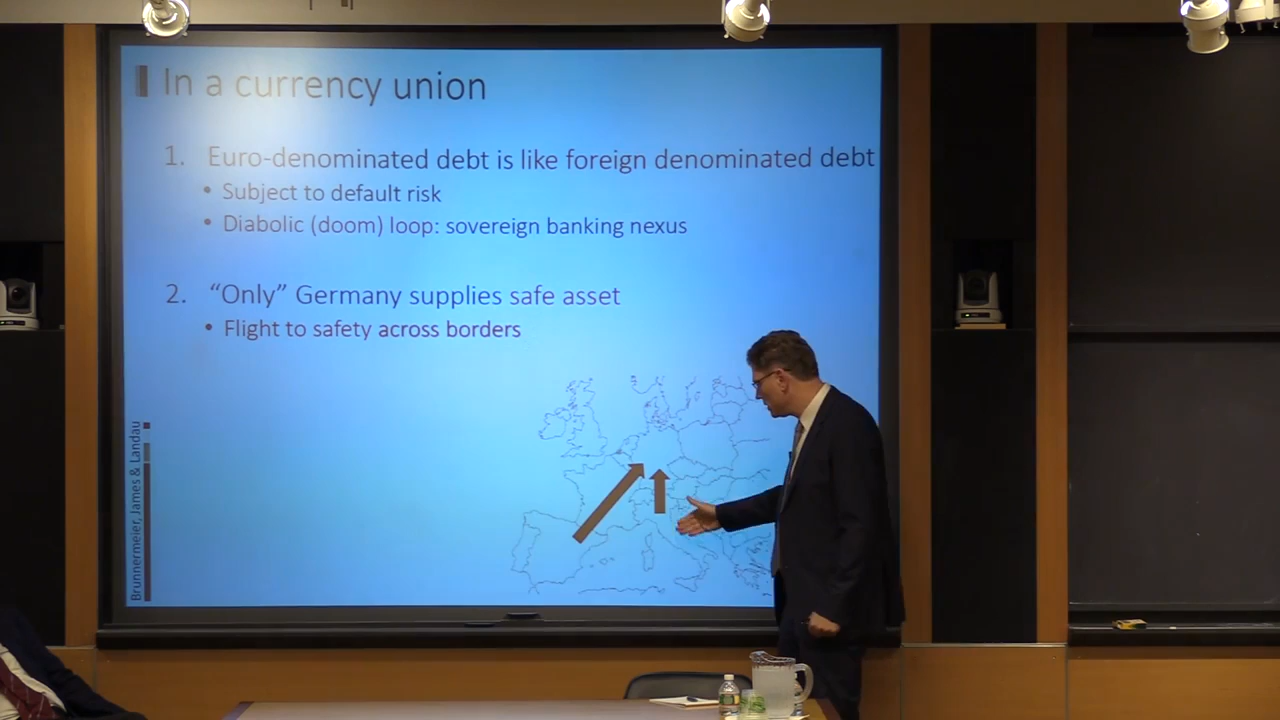 In a currency union
1. Euro-denominated debt is like foreign denominated debt
• Subject to default risk
• Diabolic (doom) loop: sovereign banking nexus
2. “Only” Germany supplies safe asset
• Flight to safety across borders
Brunnermeier, James & Landau